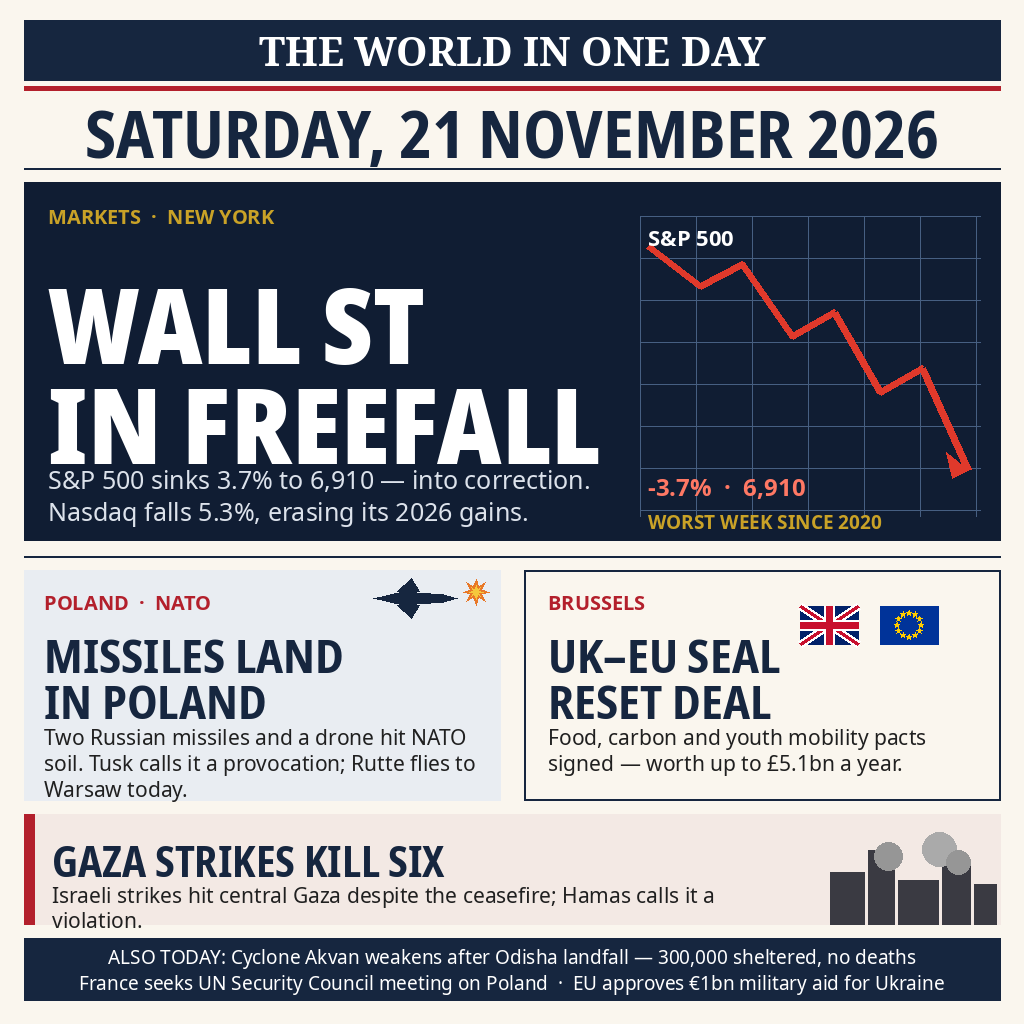 THE WORLD IN ONE DAY
SATURDAY, 21 NOVEMBER 2026
MARKETS · NEW YORK
WALL ST
IN FREEFALL
S&P 500 sinks 3.7% to 6,910 — into correction.
Nasdaq falls 5.3%, erasing its 2026 gains.
S&P 500
-3.7% · 6,910
WORST WEEK SINCE 2020
POLAND · NATO
MISSILES LAND
IN POLAND
Two Russian missiles and a drone hit NATO
soil. Tusk calls it a provocation; Rutte flies to
Warsaw today.
BRUSSELS
UK–EU SEAL
RESET DEAL
Food, carbon and youth mobility pacts
signed — worth up to £5.1bn a year.
GAZA STRIKES KILL SIX
Israeli strikes hit central Gaza despite the ceasefire; Hamas calls it a
violation.
ALSO TODAY: Cyclone Akvan weakens after Odisha landfall — 300,000 sheltered, no deaths
France seeks UN Security Council meeting on Poland · EU approves €1bn military aid for Ukraine